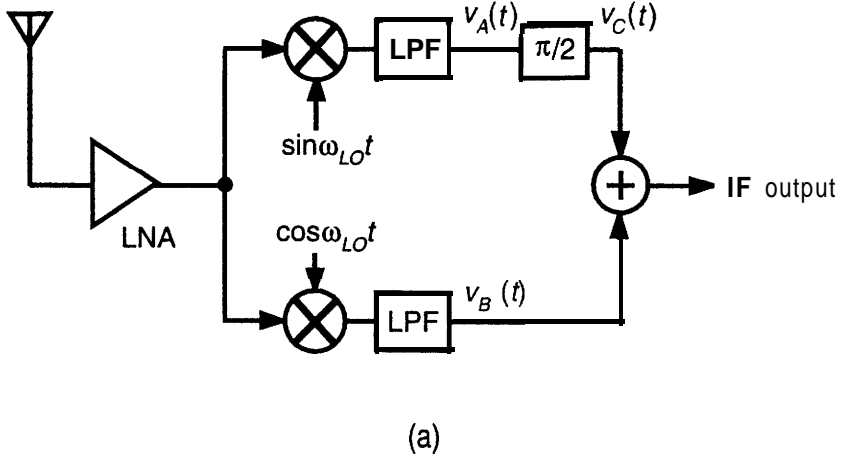 v_A(t)
v_C(t)
LPF
π/2
sinω_LO t
LNA
+
IF output
cosω_LO t
v_B (t)
LPF
(a)